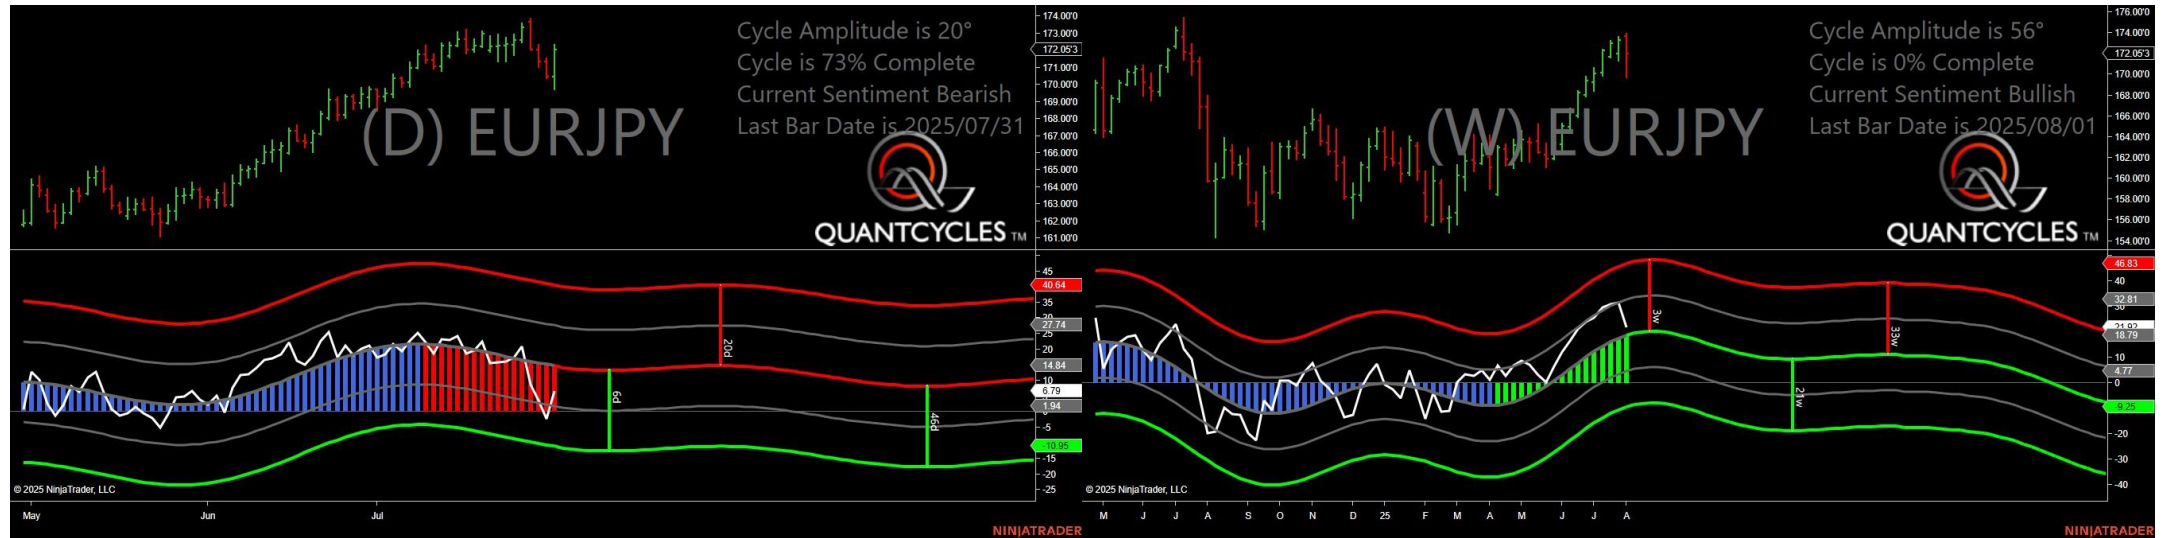 174.00'0
173.00'0
172.05'3
171.00'0
170.00'0
169.00'0
168.00'0
167.00'0
166.00'0
165.00'0
164.00'0
163.00'0
162.00'0
161.00'0
Cycle Amplitude is 20°
Cycle is 73% Complete
Current Sentiment Bearish
Last Bar Date is 2025/07/31
(D) EURJPY
QUANTCYCLES TM
45
40.64
35
30
27.74
25
20
14.84
10
6.79
1.94
-5
-10.95
-15
-20
-25
20d
6d
46d
© 2025 NinjaTrader, LLC
May
Jun
Jul
NINJATRADER
176.00'0
174.00'0
172.05'3
170.00'0
168.00'0
166.00'0
164.00'0
162.00'0
160.00'0
158.00'0
156.00'0
154.00'0
Cycle Amplitude is 56°
Cycle is 0% Complete
Current Sentiment Bullish
Last Bar Date is 2025/08/01
(W) EURJPY
QUANTCYCLES TM
46.83
40
32.81
30
21.92
18.79
10
4.77
0
-9.25
-20
-30
-40
3w
33w
21w
© 2025 NinjaTrader, LLC
M J J A S O N D 25 F M A M J J A
NINJATRADER